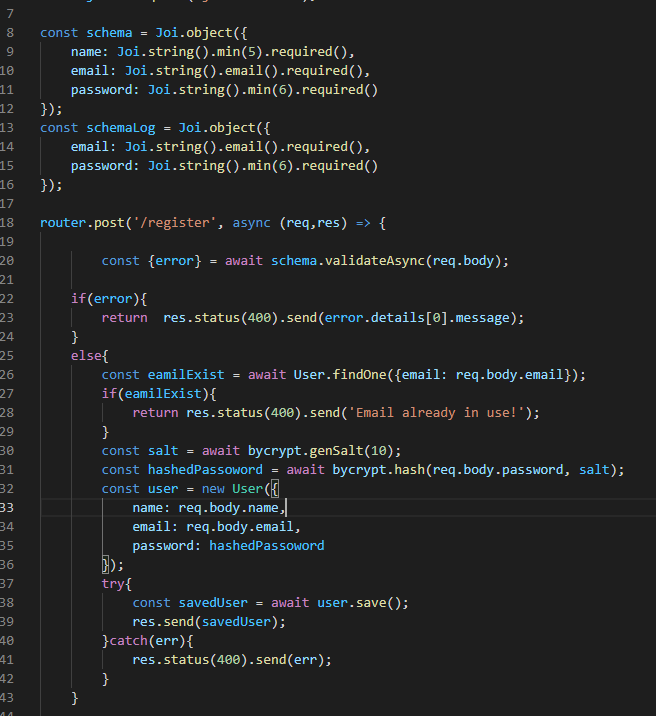 7
8 const schema = Joi.object({
9 name: Joi.string().min(5).required(),
10 email: Joi.string().email().required(),
11 password: Joi.string().min(6).required()
12 });
13 const schemaLog = Joi.object({
14 email: Joi.string().email().required(),
15 password: Joi.string().min(6).required()
16 });
17
18 router.post('/register', async (req,res) => {
19
20 const {error} = await schema.validateAsync(req.body);
21
22 if(error){
23 return  res.status(400).send(error.details[0].message);
24 }
25 else{
26 const eamilExist = await User.findOne({email: req.body.email});
27 if(eamilExist){
28 return res.status(400).send('Email already in use!');
29 }
30 const salt = await bycrypt.genSalt(10);
31 const hashedPassoword = await bycrypt.hash(req.body.password, salt);
32 const user = new User({
33 name: req.body.name,
34 email: req.body.email,
35 password: hashedPassoword
36 });
37 try{
38 const savedUser = await user.save();
39 res.send(savedUser);
40 }catch(err){
41 res.status(400).send(err);
42 }
43 }